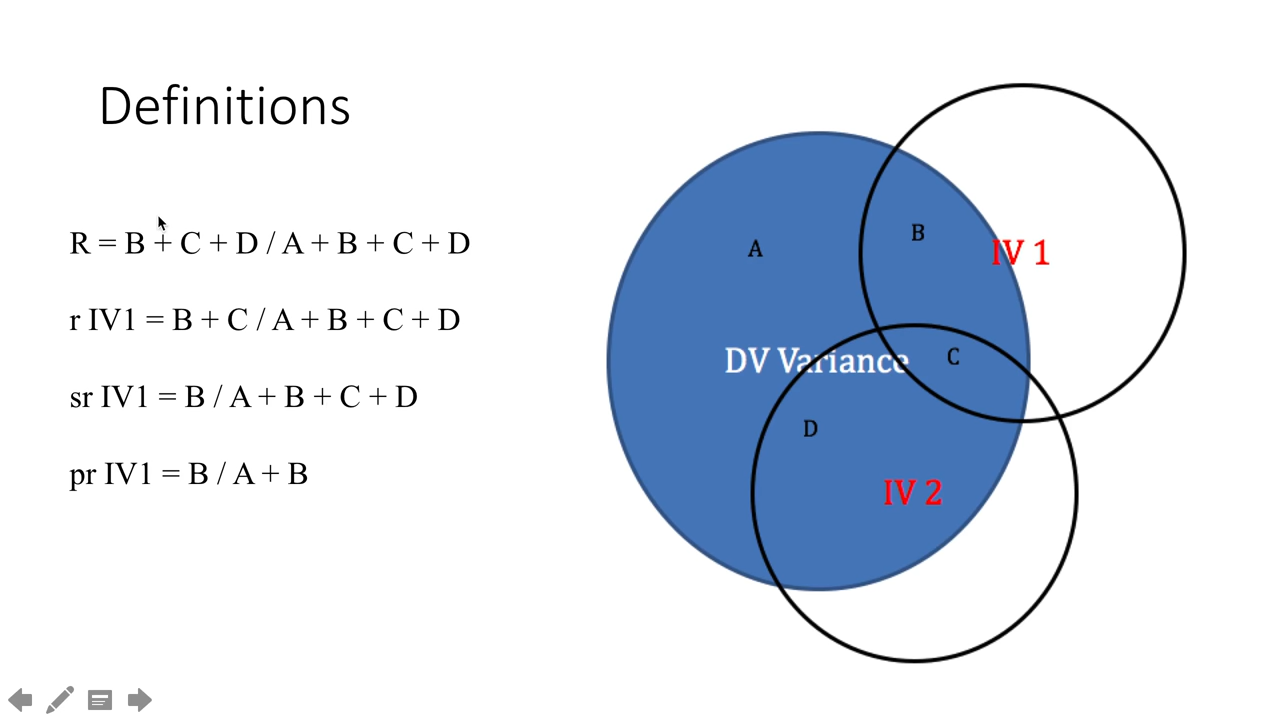 Definitions
R = B + C + D / A + B + C + D
r IV1 = B + C / A + B + C + D
sr IV1 = B / A + B + C + D
pr IV1 = B / A + B
A
B
IV 1
DV Variance
C
D
IV 2